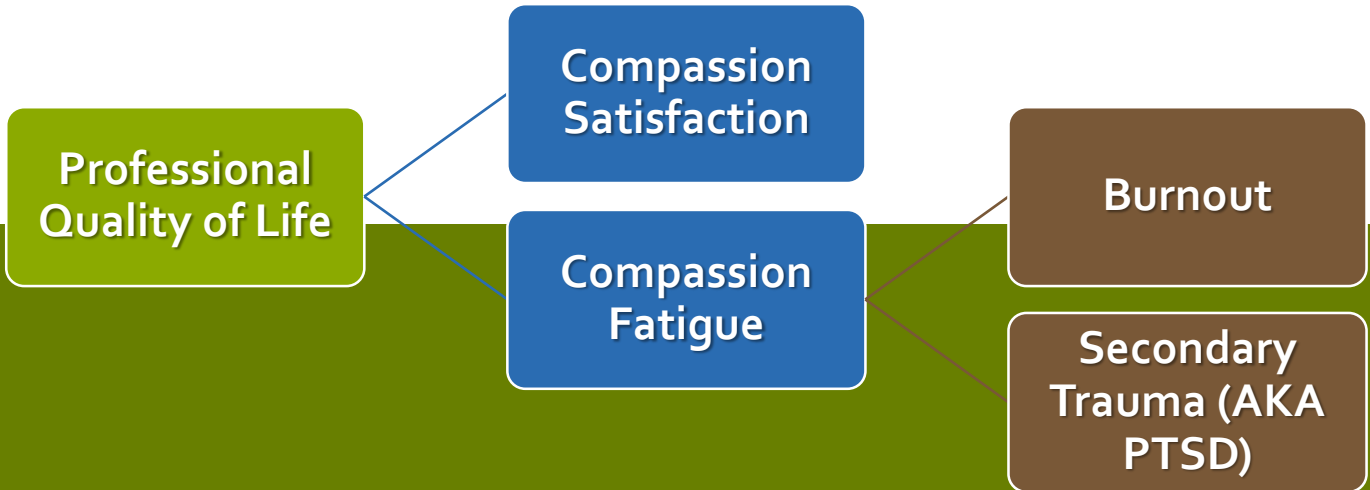 Professional
Quality of Life
Compassion
Satisfaction
Compassion
Fatigue
Burnout
Secondary
Trauma (AKA
PTSD)